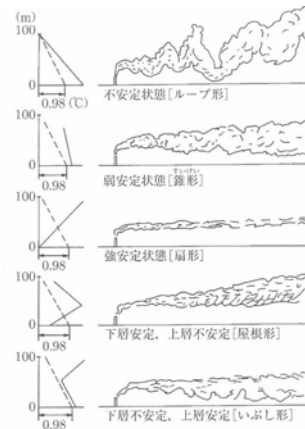 (m)
100
0
0.98 (℃)
不安定状態[ループ形]
100
0
0.98
すいけい
弱安定状態[錐形]
100
0
0.98
強安定状態[扇形]
100
0
0.98
下層安定,上層不安定[屋根形]
100
0
0.98
下層不安定,上層安定[いぶし形]